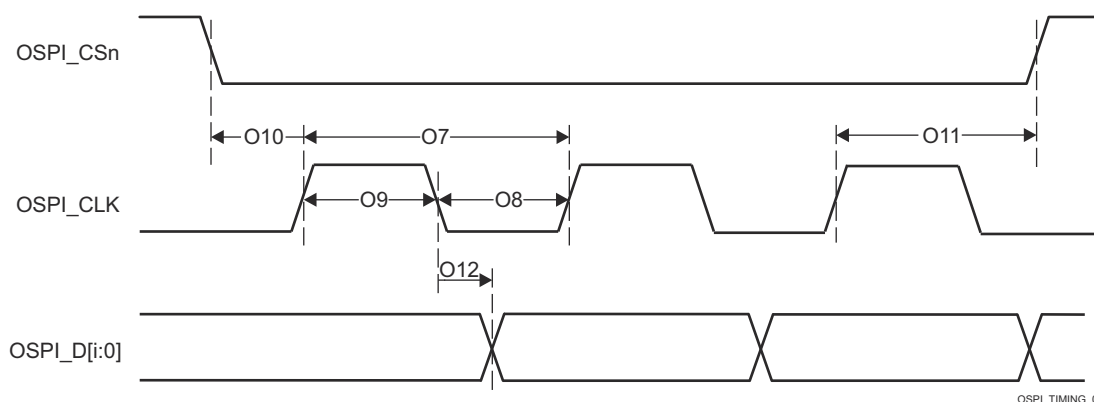 OSPI_CSn
O10
O7
O11
OSPI_CLK
O9
O8
O12
OSPI_D[i:0]